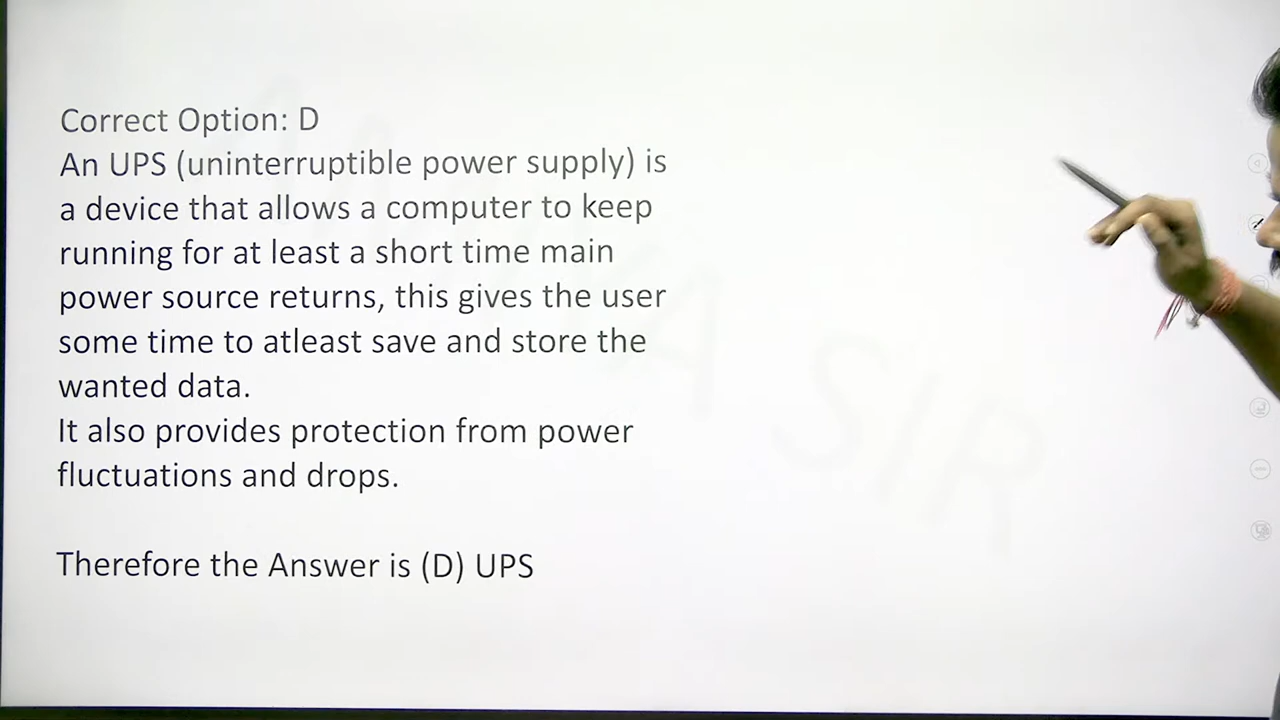 Correct Option: D
An UPS (uninterruptible power supply) is
a device that allows a computer to keep
running for at least a short time main
power source returns, this gives the user
some time to atleast save and store the
wanted data.
It also provides protection from power
fluctuations and drops.
Therefore the Answer is (D) UPS
SIR